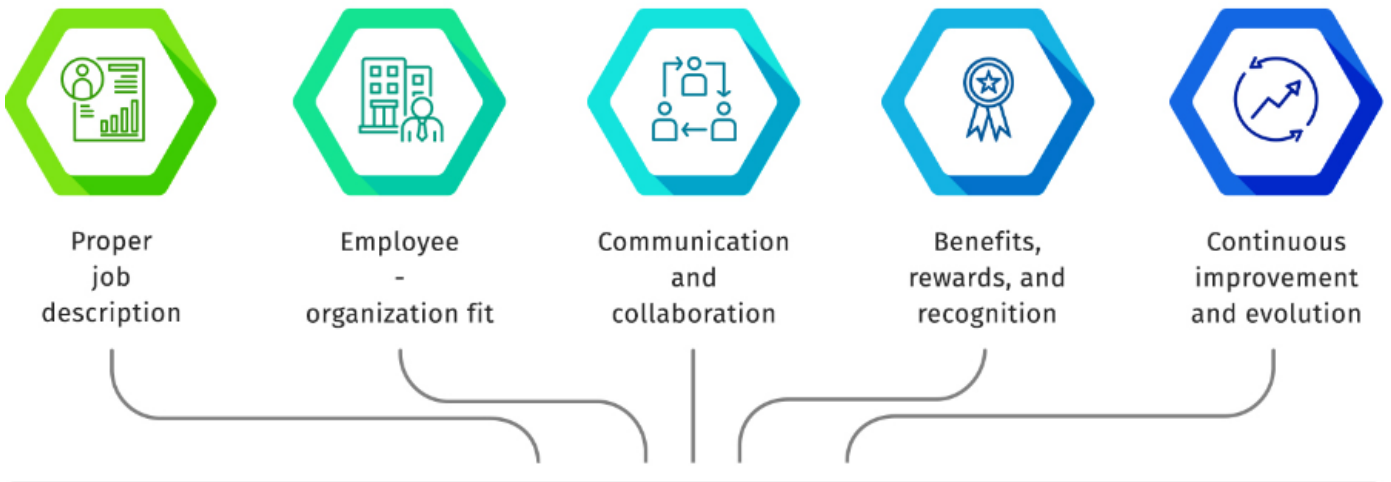 Proper
job
description
Employee
-
organization fit
Communication
and
collaboration
Benefits,
rewards, and
recognition
Continuous
improvement
and evolution